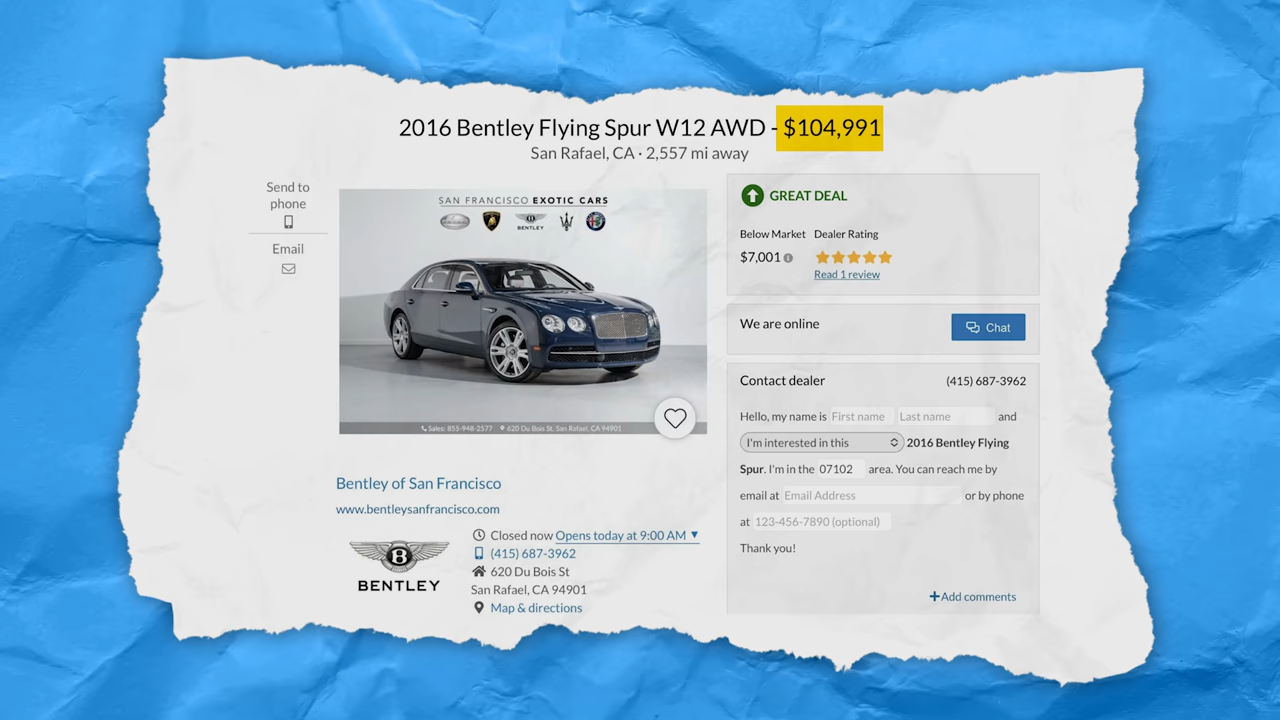 2016 Bentley Flying Spur W12 AWD - $104,991
San Rafael, CA · 2,557 mi away
Send to
phone
Email
SAN FRANCISCO EXOTIC CARS
BENTLEY
Sales: 855-948-2577 620 Du Bois St, San Rafael, CA 94901
GREAT DEAL
Below Market Dealer Rating
$7,001
Read 1 review
We are online
Chat
Contact dealer (415) 687-3962
Hello, my name is First name Last name and
I'm interested in this 2016 Bentley Flying
Spur. I'm in the 07102 area. You can reach me by
email at Email Address or by phone
at 123-456-7890 (optional)
Thank you!
+Add comments
Bentley of San Francisco
www.bentleysanfrancisco.com
B
BENTLEY
Closed now Opens today at 9:00 AM ▼
(415) 687-3962
620 Du Bois St
San Rafael, CA 94901
Map & directions